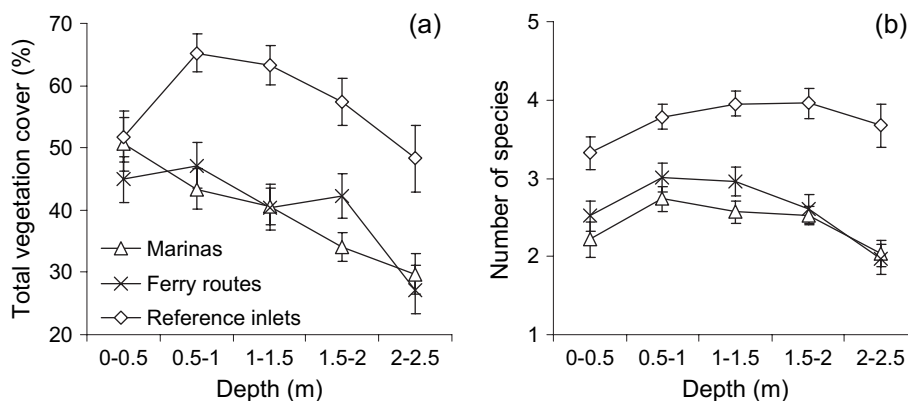 (a)
Total vegetation cover (%)
70
60
50
40
30
20
Marinas
Ferry routes
Reference inlets
0-0.5 0.5-1 1-1.5 1.5-2 2-2.5
Depth (m)
(b)
Number of species
5
4
3
2
1
0-0.5 0.5-1 1-1.5 1.5-2 2-2.5
Depth (m)